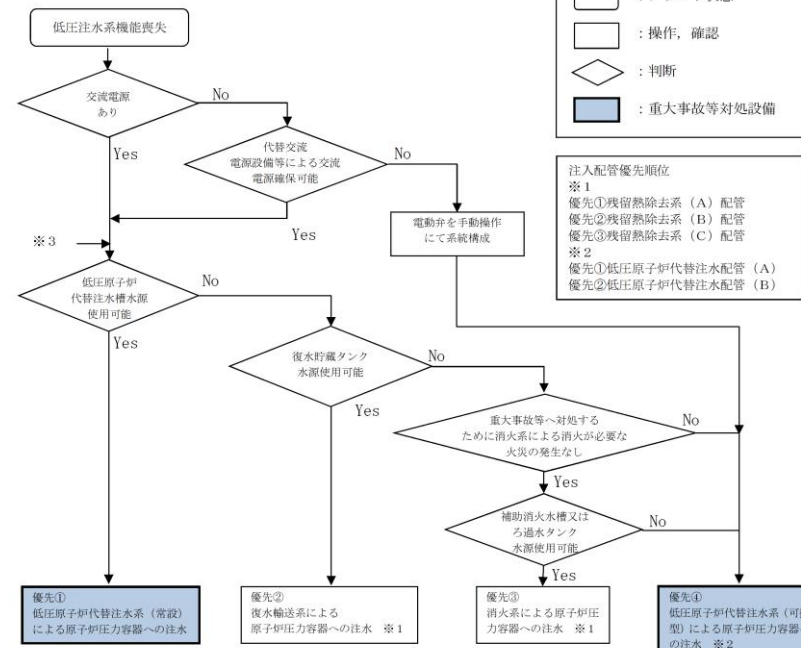 低圧注水系機能喪失
:操作,確認
:判断
:重大事故等対処設備
交流電源
あり
No
Yes
代替交流
電源設備等による交流
電源確保可能
No
Yes
注入配管優先順位
※1
優先①残留熱除去系(A)配管
優先②残留熱除去系(B)配管
優先③残留熱除去系(C)配管
※2
優先①低圧原子炉代替注水配管(A)
優先②低圧原子炉代替注水配管(B)
電動弁を手動操作
にて系統構成
※3
低圧原子炉
代替注水槽水源
使用可能
No
Yes
復水貯蔵タンク
水源使用可能
No
Yes
重大事故等へ対処する
ために消火系による消火が必要な
火災の発生なし
No
Yes
補助消火水槽又は
ろ過水タンク
水源使用可能
No
Yes
優先①
低圧原子炉代替注水系(常設)
による原子炉圧力容器への注水
優先②
復水輸送系による
原子炉圧力容器への注水 ※1
優先③
消火系による原子炉圧
力容器への注水 ※1
優先④
低圧原子炉代替注水系(可
型)による原子炉圧力容器
の注水 ※2